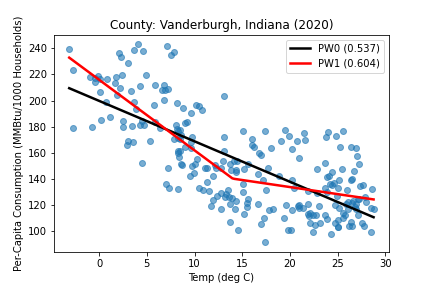 County: Vanderburgh, Indiana (2020)
Per-Capita Consumption (MMBtu/1000 Households)
240
220
200
180
160
140
120
100
PW0 (0.537)
PW1 (0.604)
0 5 10 15 20 25 30
Temp (deg C)